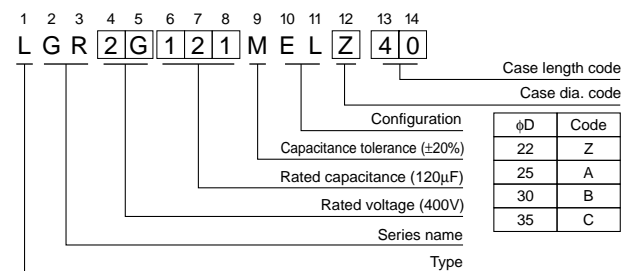 1 2 3 4 5 6 7 8 9 10 11 12 13 14
L G R 2 G 1 2 1 M E L Z 4 0
Case length code
Case dia. code
Configuration
Capacitance tolerance (±20%)
Rated capacitance (120μF)
Rated voltage (400V)
Series name
Type
ϕD Code
22 Z
25 A
30 B
35 C